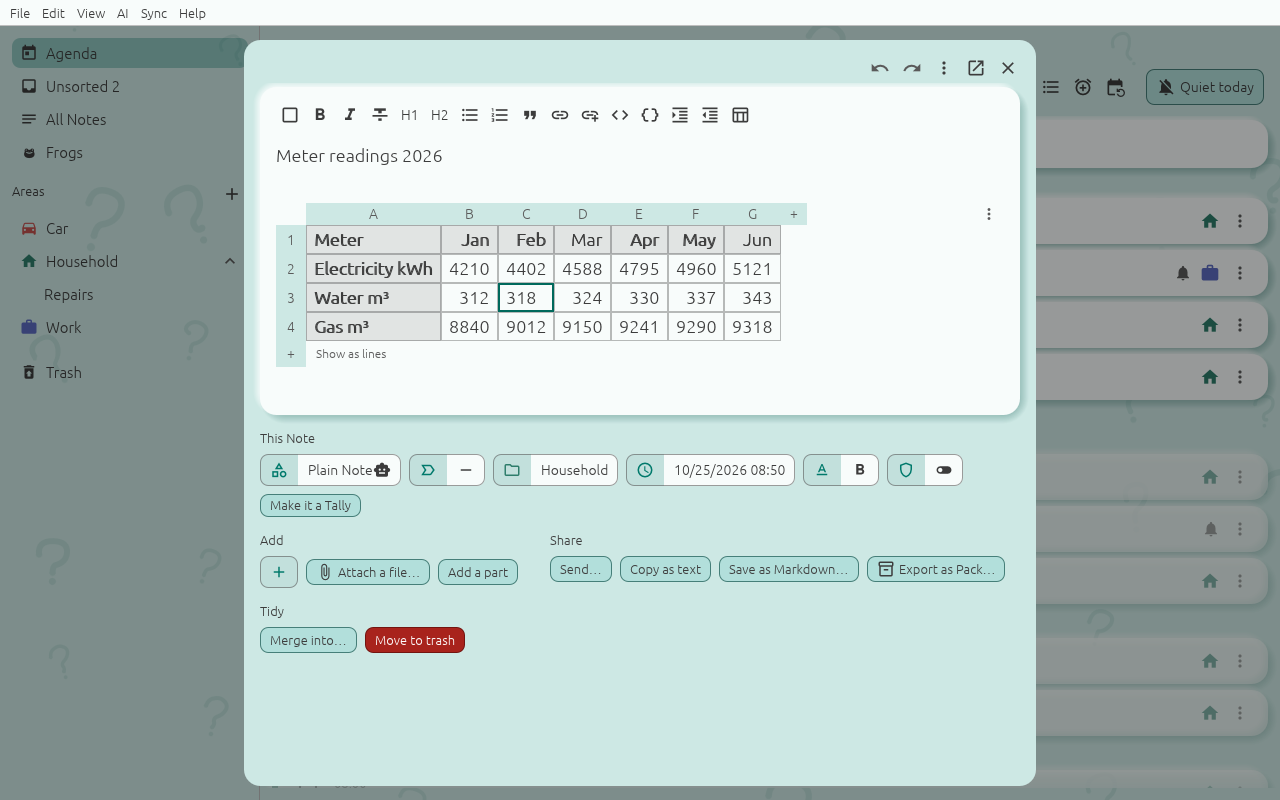 File Edit View AI Sync Help
Agenda
Unsorted 2
All Notes
Frogs
Areas
Car
Household
Repairs
Work
Trash
Quiet today
B I S H1 H2
Meter readings 2026
A B C D E F G +
1 Meter Jan Feb Mar Apr May Jun
2 Electricity kWh 4210 4402 4588 4795 4960 5121
3 Water m³ 312 318 324 330 337 343
4 Gas m³ 8840 9012 9150 9241 9290 9318
+ Show as lines
This Note
Plain Note — Household 10/25/2026 08:50 A B
Make it a Tally
Add
+ Attach a file... Add a part
Share
Send... Copy as text Save as Markdown... Export as Pack...
Tidy
Merge into... Move to trash